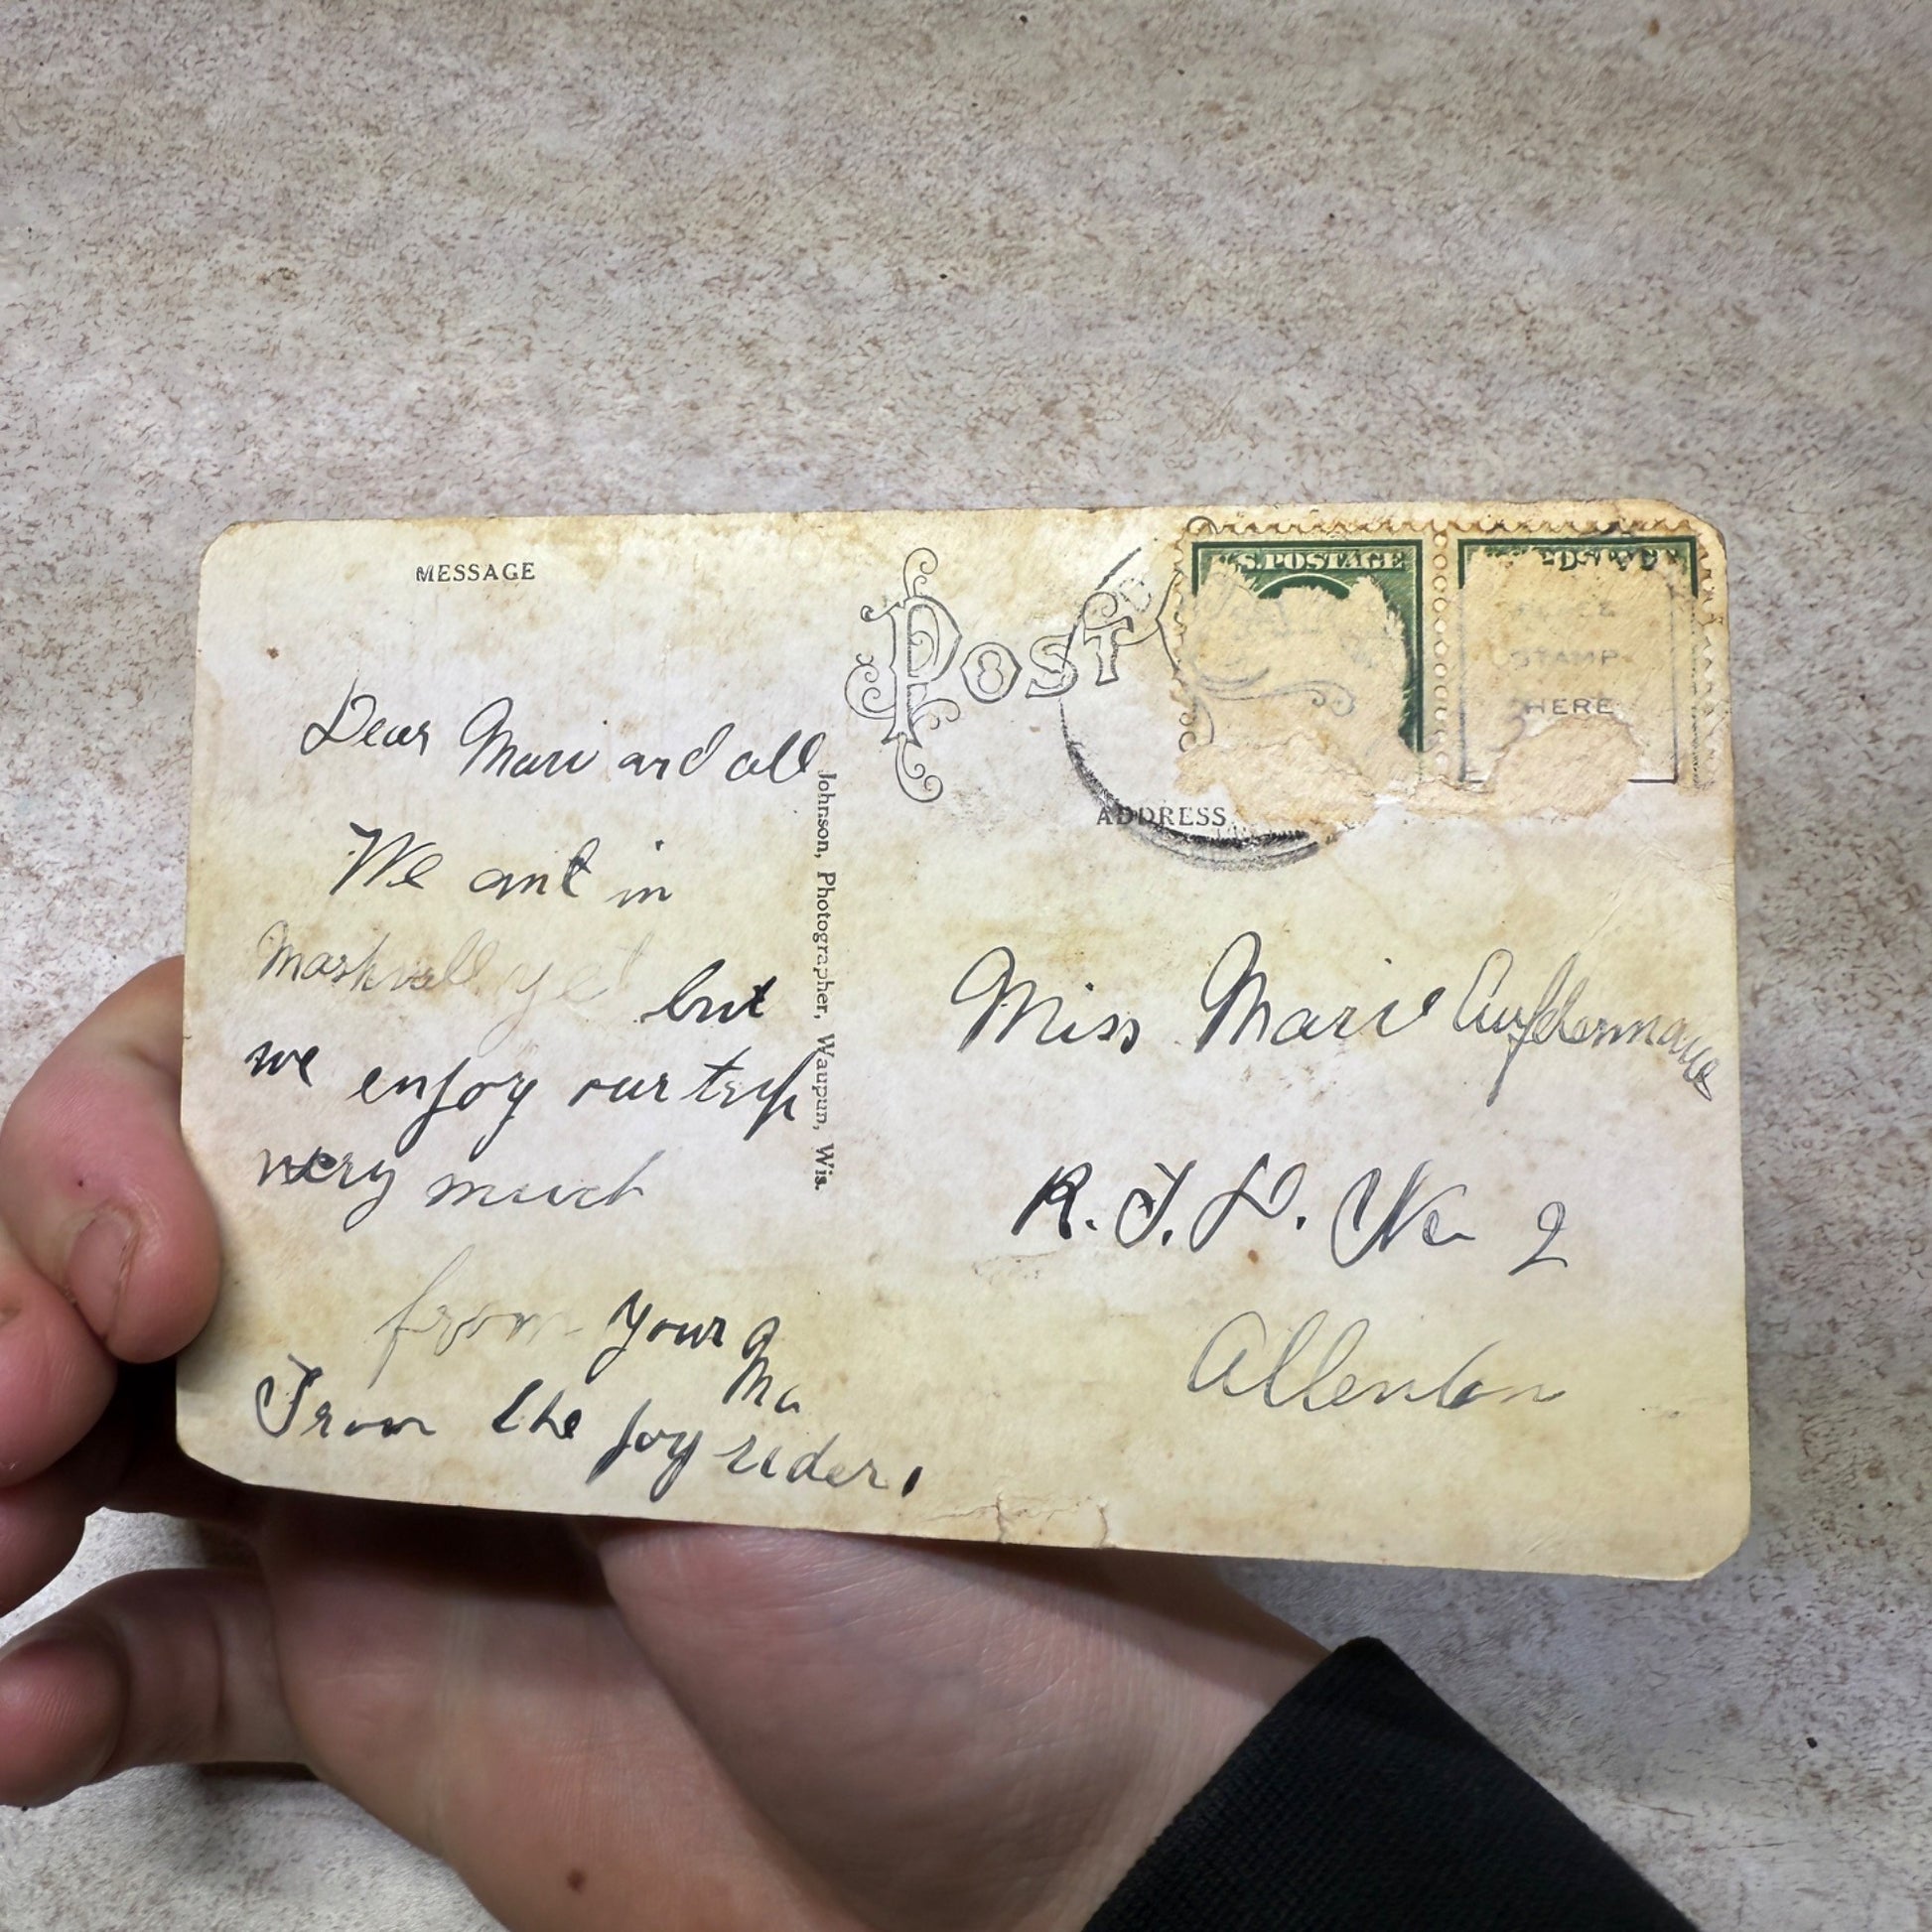 MESSAGE
Dear Marie and all
We ant in
yet but
we enjoy our trip
very much
from your
Ma
From the joy rider.
Johnson, Photographer, Waupun, Wis.
POST
S. POSTAGE
STAMP
HERE
ADDRESS
Miss Marie
R. F. D. No 2
Allenton